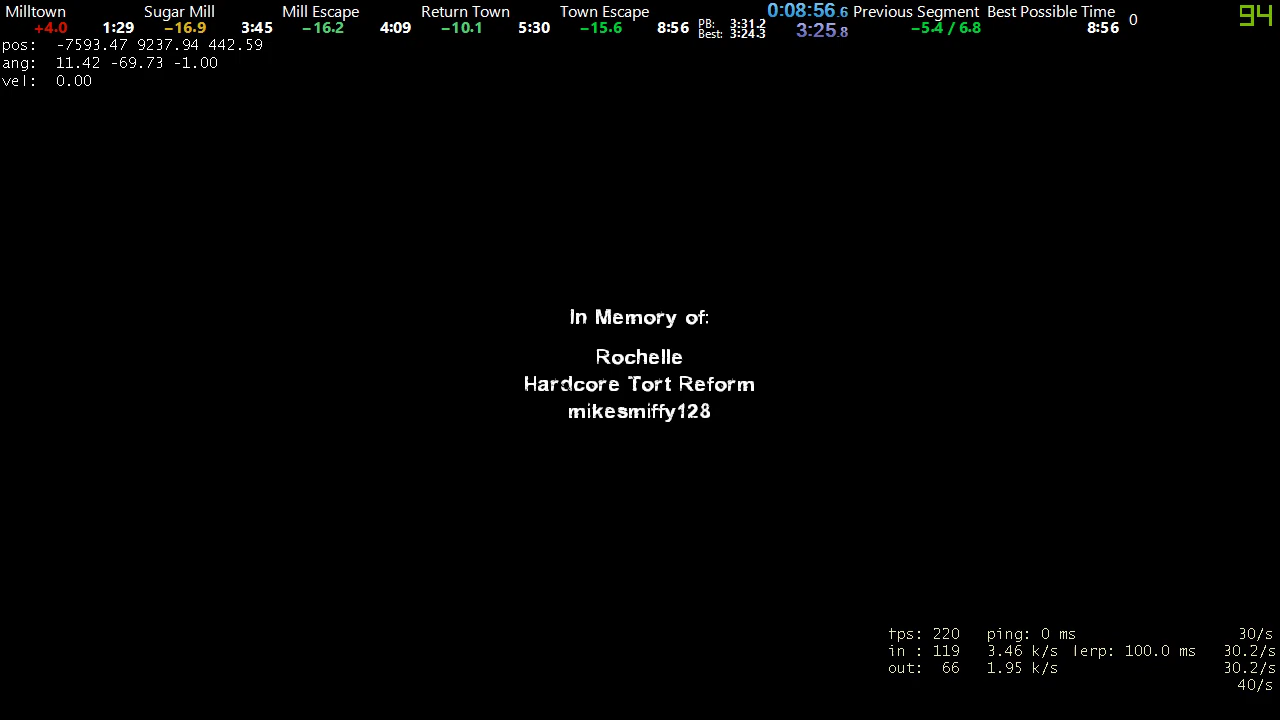 Milltown Sugar Mill Mill Escape Return Town Town Escape 0:08:56.6 Previous Segment Best Possible Time 0 94
+4.0 1:29 −16.9 3:45 −16.2 4:09 −10.1 5:30 −15.6 8:56 PB: 3:31.2 3:25.8 −5.4 / 6.8 8:56
Best: 3:24.3
pos: -7593.47 9237.94 442.59
ang: 11.42 -69.73 -1.00
vel: 0.00
In Memory of:
Rochelle
Hardcore Tort Reform
mikesmiffy128
fps: 220 ping: 0 ms 30/s
in : 119 3.46 k/s lerp: 100.0 ms 30.2/s
out: 66 1.95 k/s 30.2/s
40/s